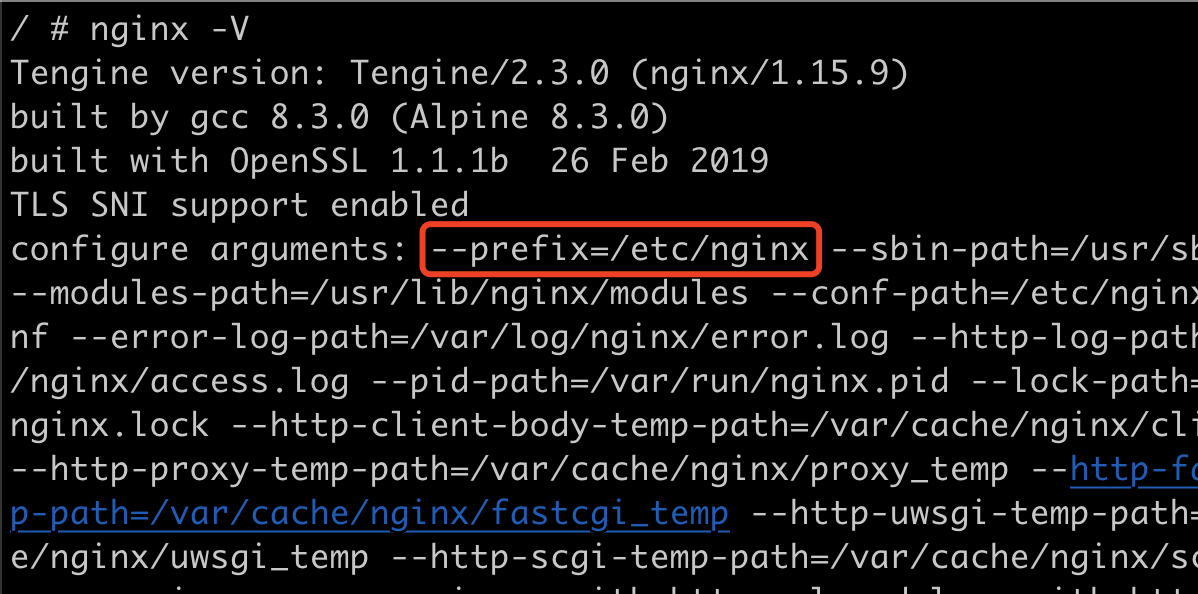 / # nginx -V
Tengine version: Tengine/2.3.0 (nginx/1.15.9)
built by gcc 8.3.0 (Alpine 8.3.0)
built with OpenSSL 1.1.1b  26 Feb 2019
TLS SNI support enabled
configure arguments: --prefix=/etc/nginx --sbin-path=/usr/sb
--modules-path=/usr/lib/nginx/modules --conf-path=/etc/nginx
nf --error-log-path=/var/log/nginx/error.log --http-log-path
/nginx/access.log --pid-path=/var/run/nginx.pid --lock-path=
nginx.lock --http-client-body-temp-path=/var/cache/nginx/cli
--http-proxy-temp-path=/var/cache/nginx/proxy_temp --http-fa
p-path=/var/cache/nginx/fastcgi_temp --http-uwsgi-temp-path=
e/nginx/uwsgi_temp --http-scgi-temp-path=/var/cache/nginx/sc